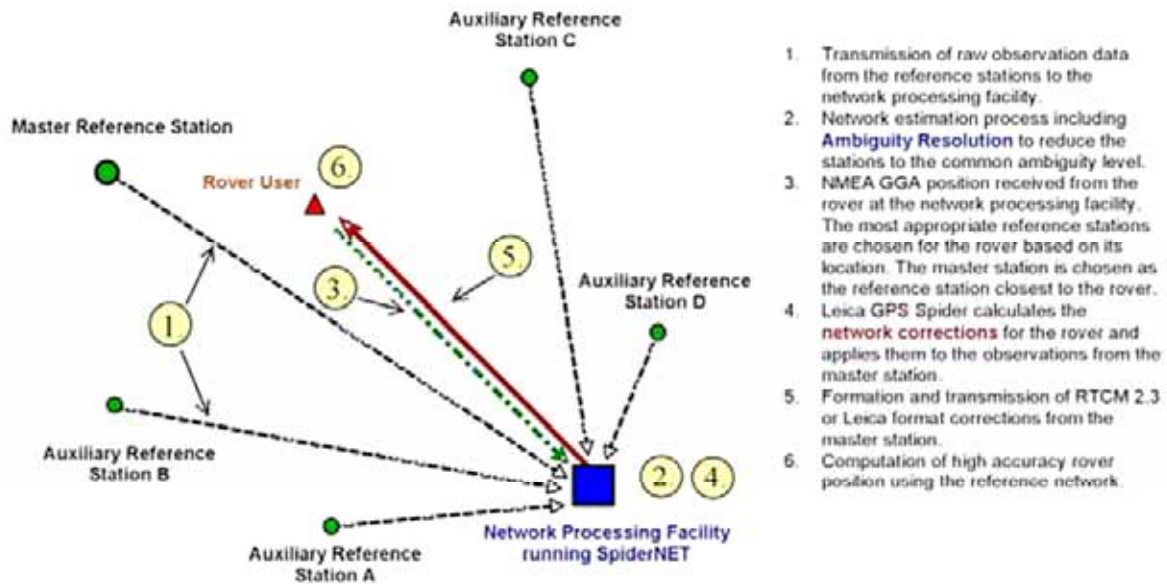 Auxiliary Reference
Station C
Master Reference Station
Rover User
6.
5.
3.
1
Auxiliary Reference
Station D
Auxiliary Reference
Station B
2
4.
Network Processing Facility
running SpiderNET
Auxiliary Reference
Station A
1. Transmission of raw observation data
from the reference stations to the
network processing facility.
2. Network estimation process including
Ambiguity Resolution to reduce the
stations to the common ambiguity level.
3. NMEA GGA position received from the
rover at the network processing facility.
The most appropriate reference stations
are chosen for the rover based on its
location. The master station is chosen as
the reference station closest to the rover.
4. Leica GPS Spider calculates the
network corrections for the rover and
applies them to the observations from the
master station.
5. Formation and transmission of RTCM 2.3
or Leica format corrections from the
master station.
6. Computation of high accuracy rover
position using the reference network.